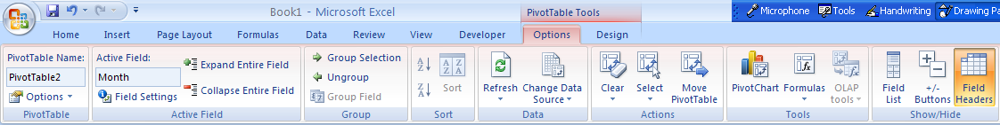 Book1 - Microsoft Excel
PivotTable Tools
Microphone Tools Handwriting Drawing Pa
Home Insert Page Layout Formulas Data Review View Developer Options Design
PivotTable Name:
PivotTable2
Options
PivotTable
Active Field:
Month
Field Settings
Expand Entire Field
Collapse Entire Field
Active Field
Group Selection
Ungroup
Group Field
Group
Sort
Sort
Refresh
Change Data
Source
Data
Clear
Select
Move
PivotTable
Actions
PivotChart
Formulas
OLAP
tools
Tools
Field
List
+/-
Buttons
Field
Headers
Show/Hide